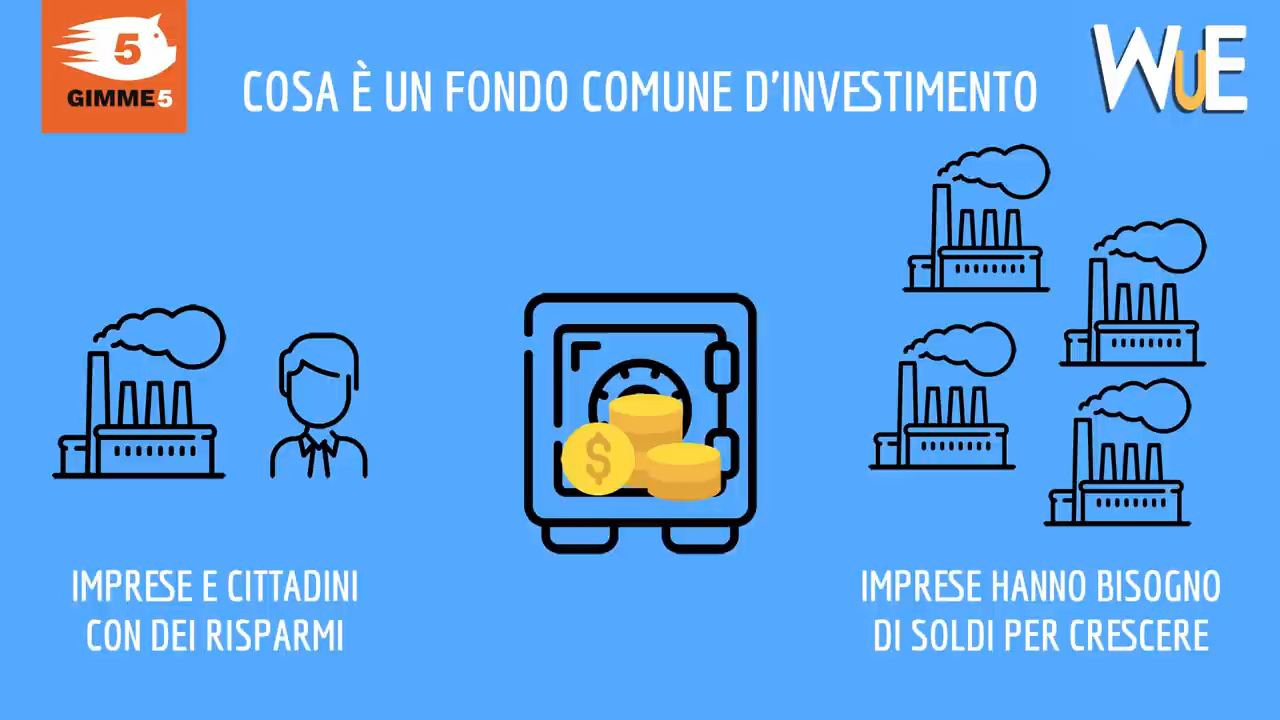 5
GIMME5
COSA È UN FONDO COMUNE D'INVESTIMENTO
WuE
$
IMPRESE E CITTADINI
CON DEI RISPARMI
IMPRESE HANNO BISOGNO
DI SOLDI PER CRESCERE